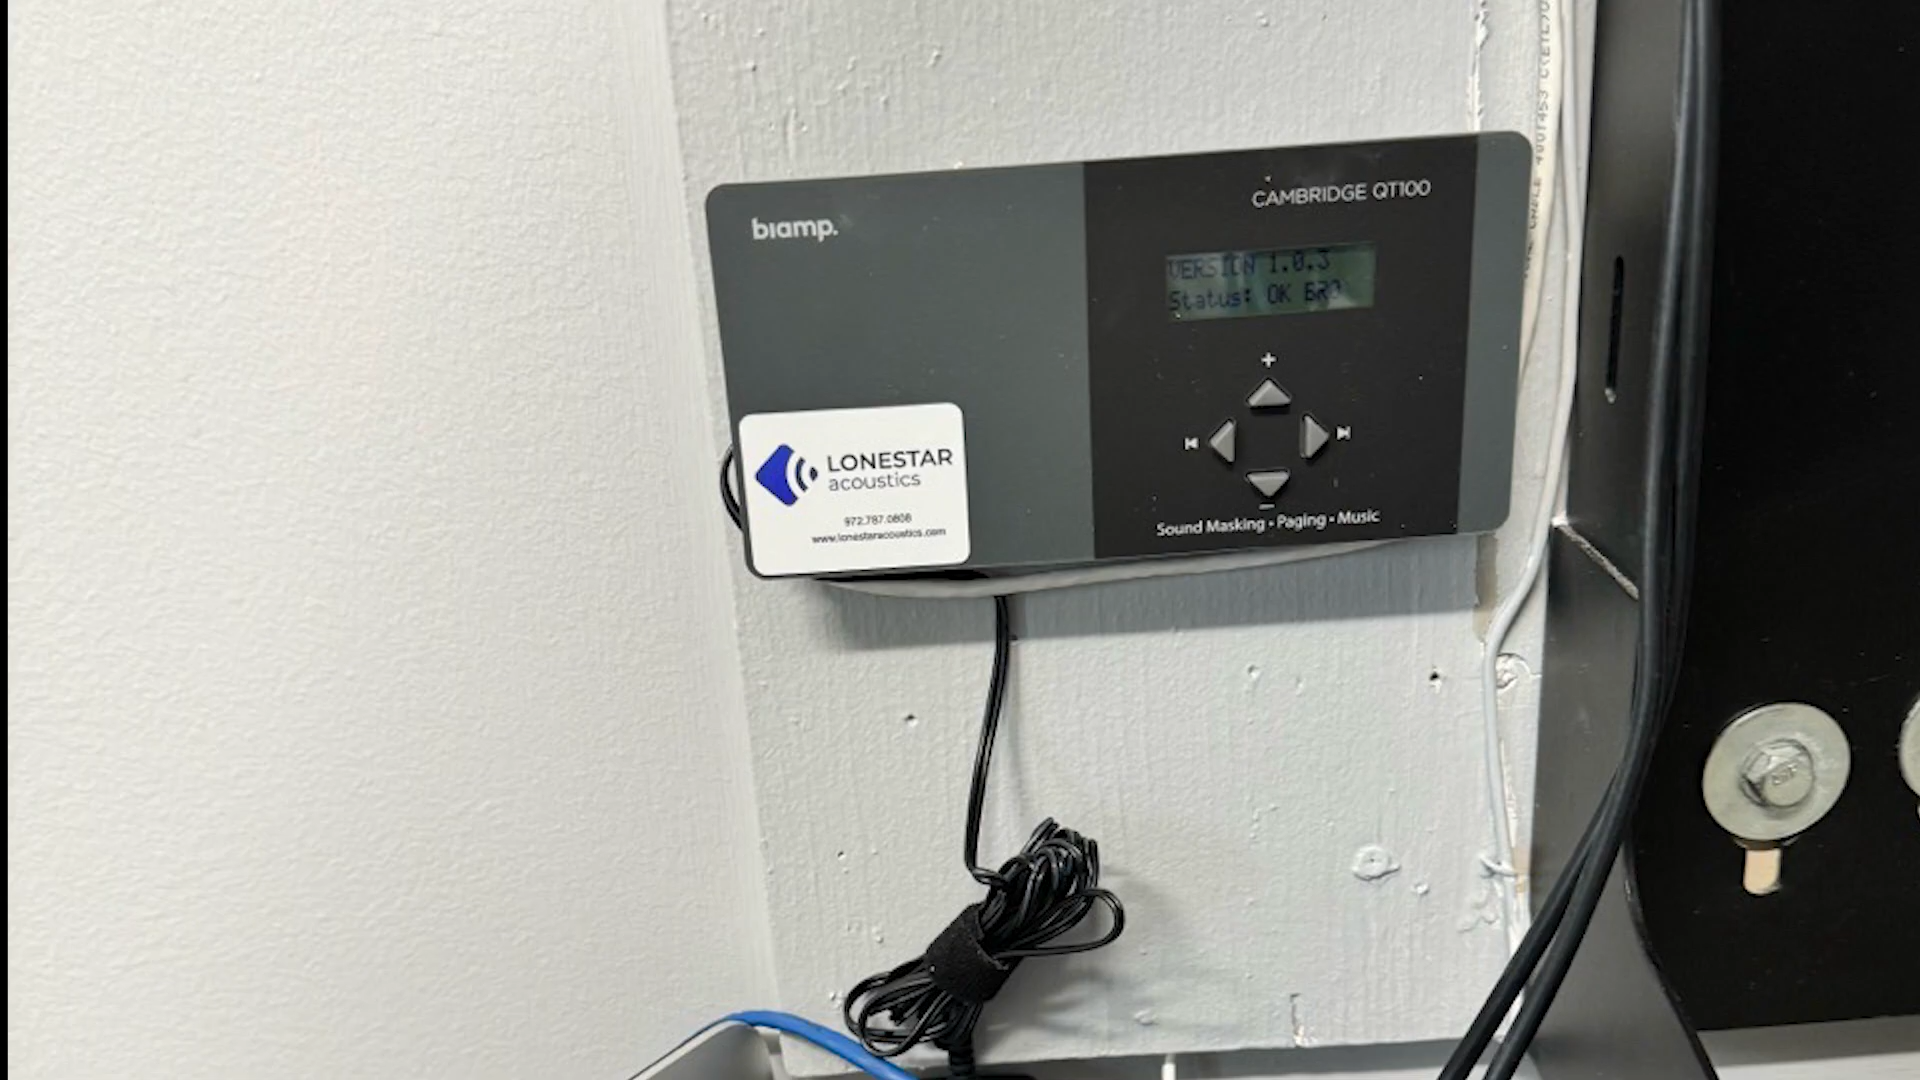 biamp.
CAMBRIDGE QT100
VERSION 1.0.3
Status: OK BRO
LONESTAR
acoustics
972.787.0808
www.lonestaracoustics.com
Sound Masking • Paging • Music